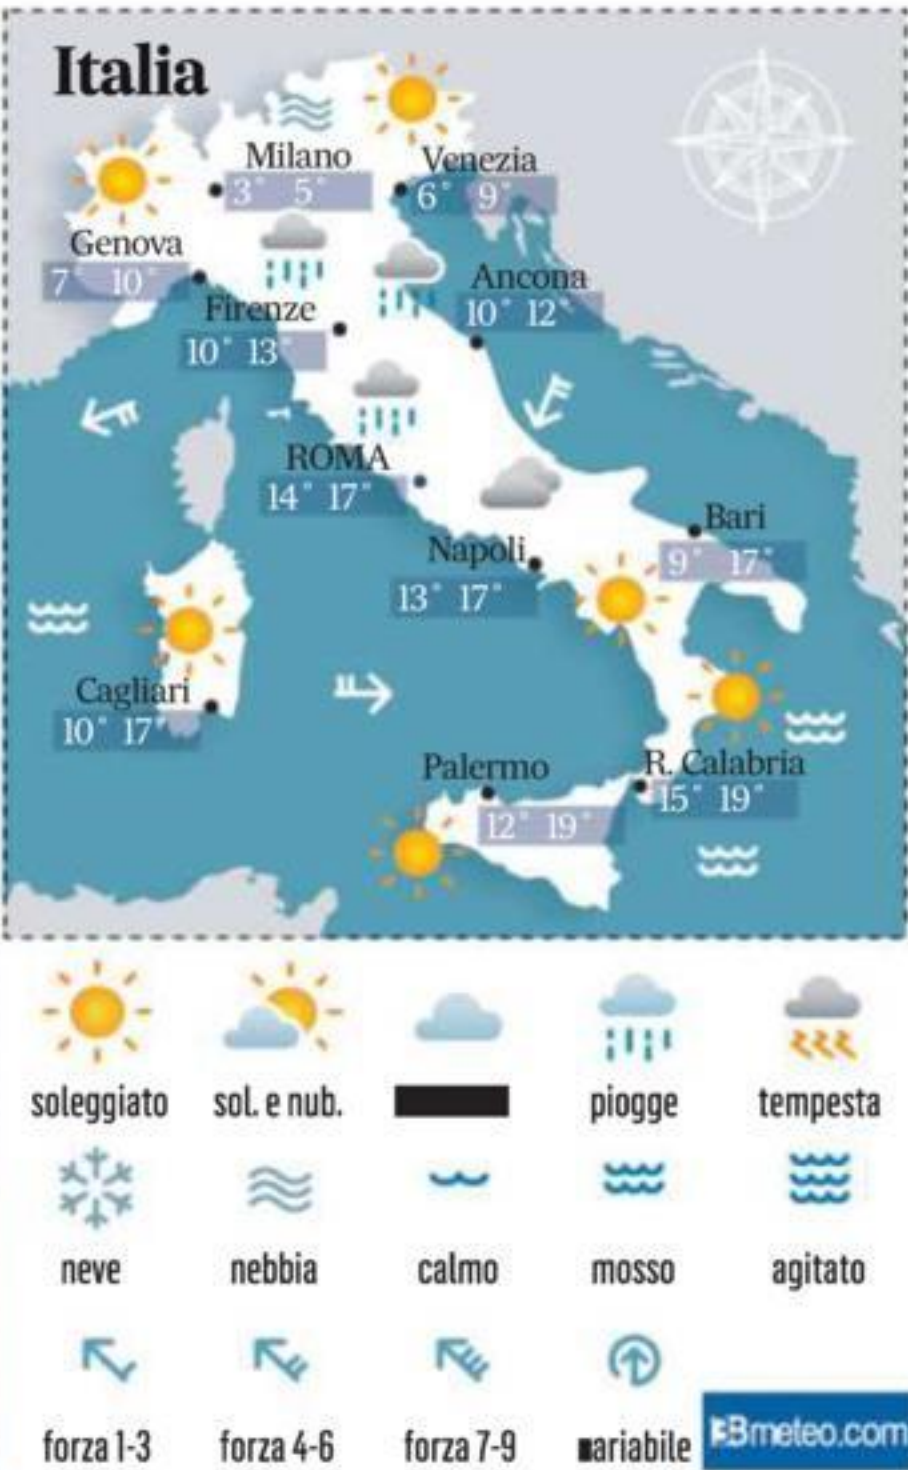 Italia
Milano
3° 5°
Venezia
6° 9°
Genova
7° 10°
Ancona
10° 12°
Firenze
10° 13°
ROMA
14° 17°
Bari
9° 17°
Napoli
13° 17°
Cagliari
10° 17°
Palermo
12° 19°
R. Calabria
15° 19°
soleggiato sol. e nub. piogge tempesta
neve nebbia calmo mosso agitato
forza 1-3 forza 4-6 forza 7-9 ariabile
Bmeteo.com